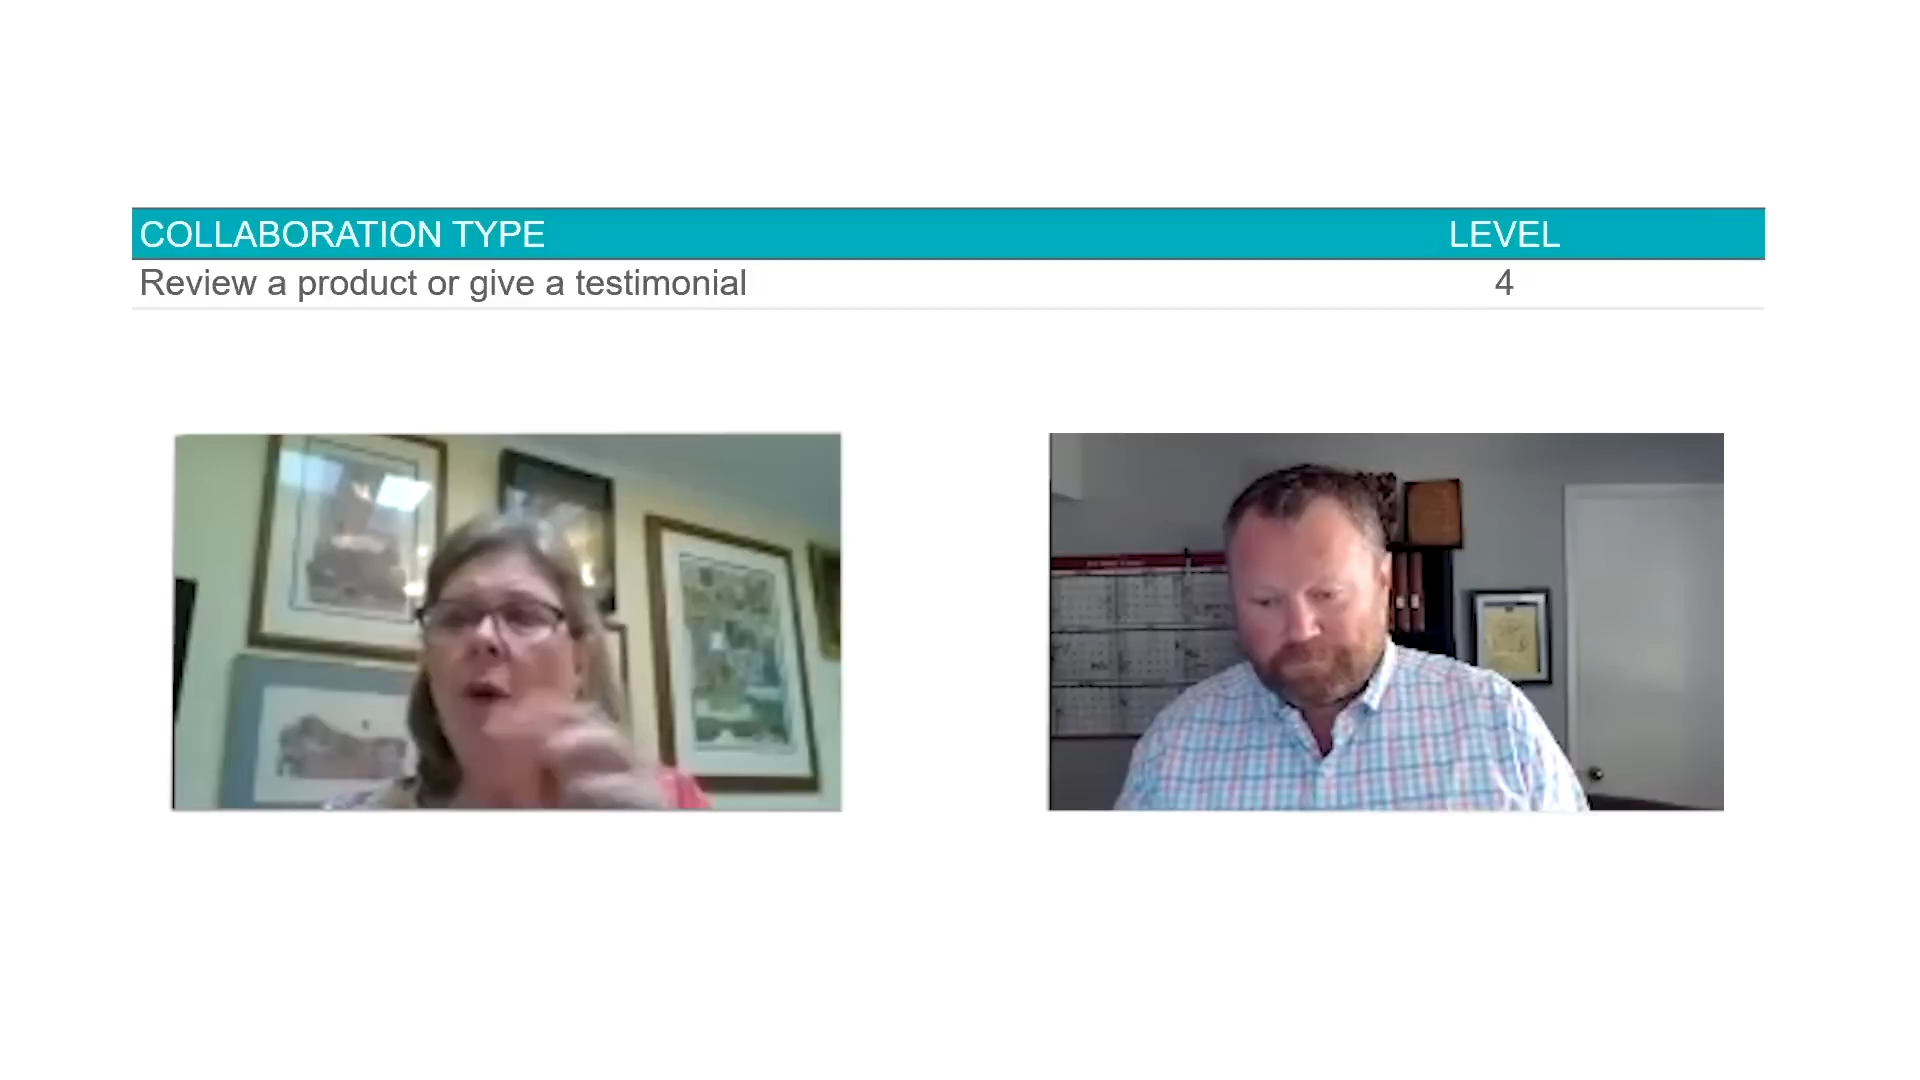 COLLABORATION TYPE LEVEL
Review a product or give a testimonial 4